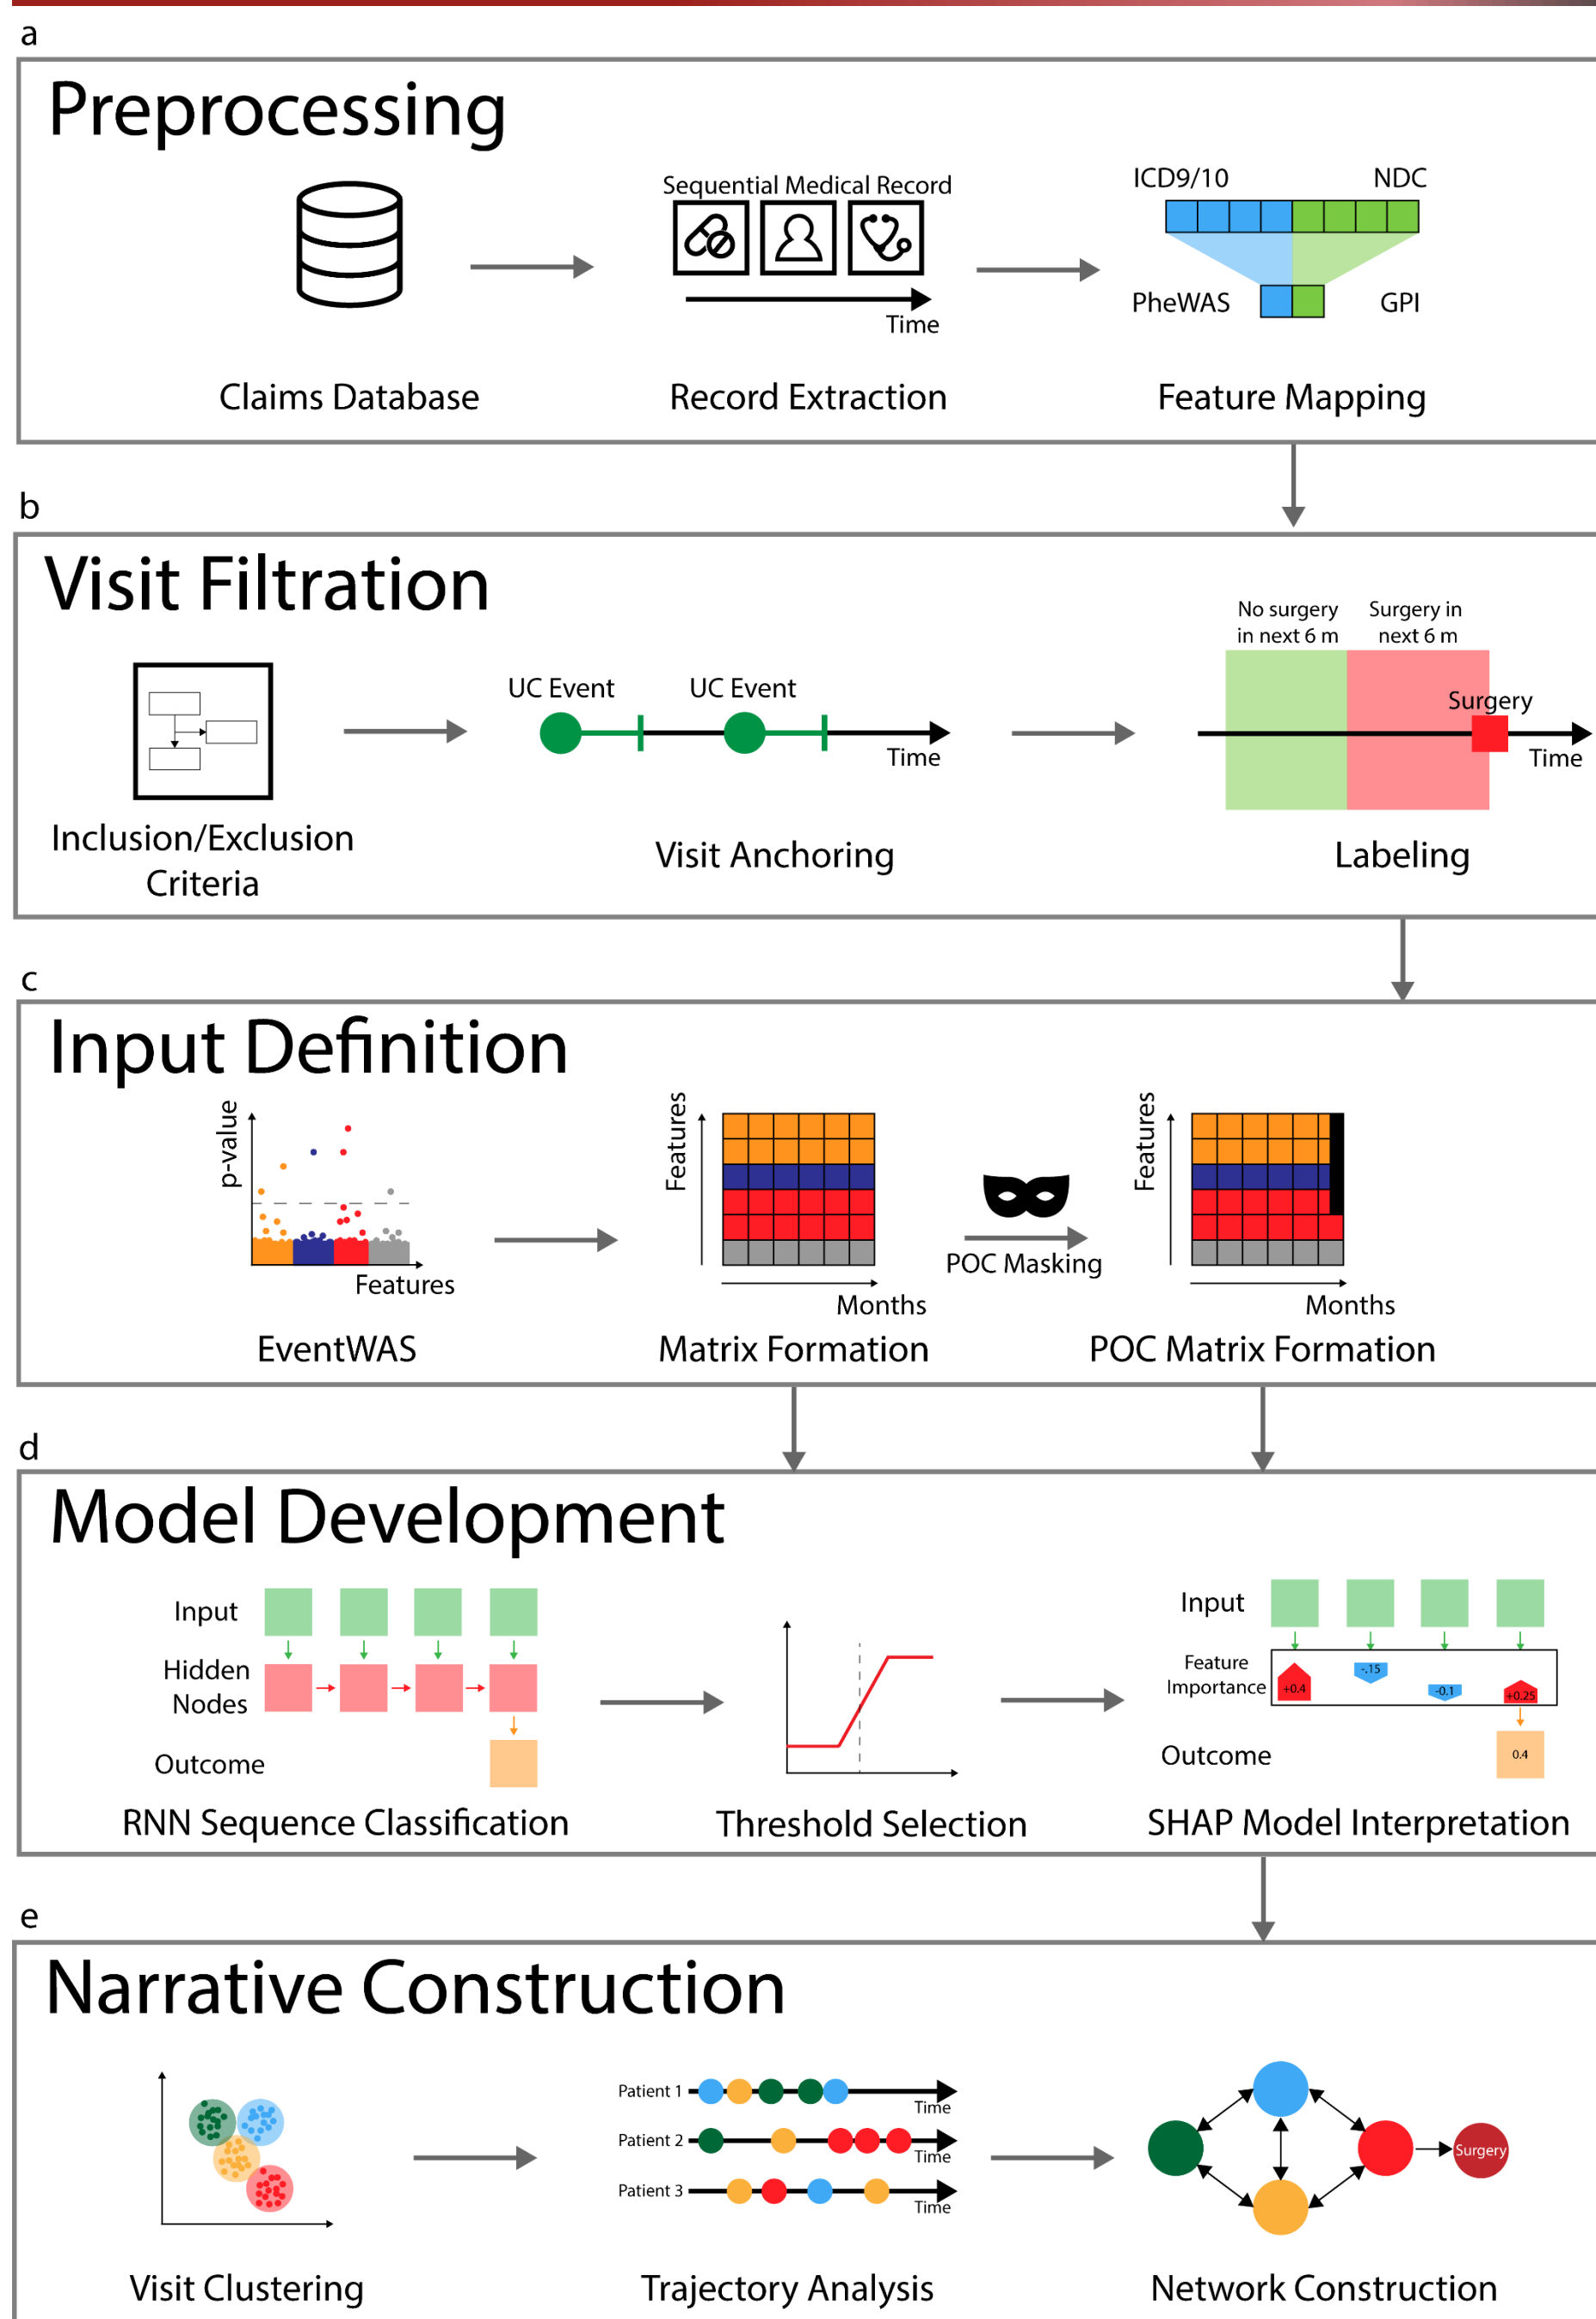 a
Preprocessing
Sequential Medical Record
ICD9/10
NDC
PheWAS
GPI
Time
Claims Database
Record Extraction
Feature Mapping
b
Visit Filtration
No surgery
in next 6 m
Surgery in
next 6 m
UC Event
UC Event
Surgery
Time
Time
Inclusion/Exclusion
Criteria
Visit Anchoring
Labeling
c
Input Definition
p-value
Features
Features
Features
POC Masking
Months
Months
EventWAS
Matrix Formation
POC Matrix Formation
d
Model Development
Input
Hidden
Nodes
Outcome
Input
Feature
Importance
+0.4
-.15
-0.1
+0.25
Outcome
0.4
RNN Sequence Classification
Threshold Selection
SHAP Model Interpretation
e
Narrative Construction
Patient 1
Time
Patient 2
Time
Patient 3
Time
Surgery
Visit Clustering
Trajectory Analysis
Network Construction